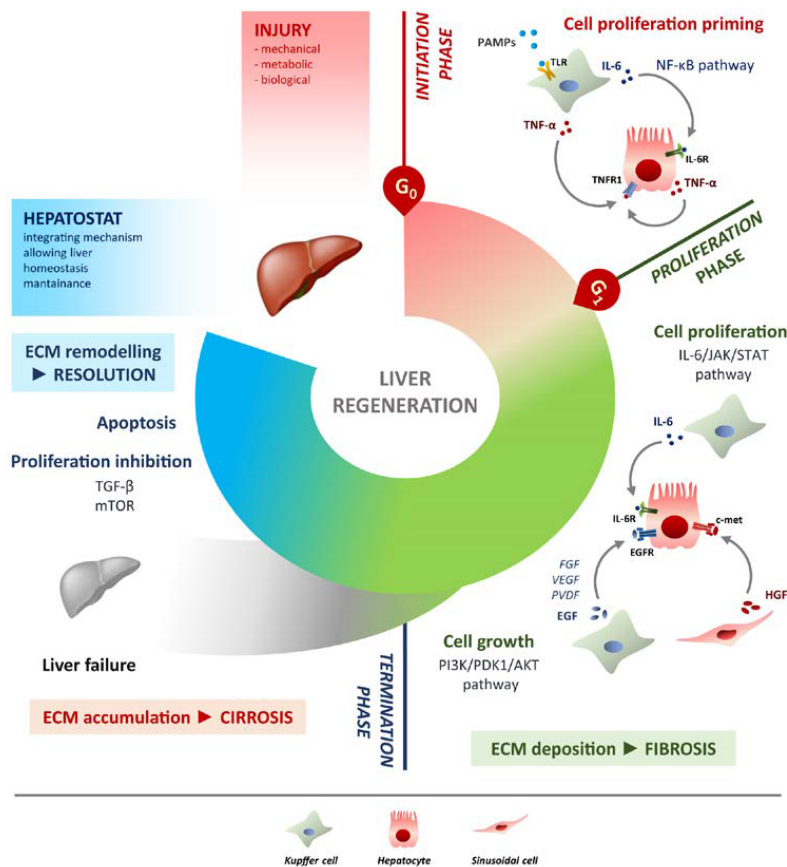 INJURY
- mechanical
- metabolic
- biological
INITIATION
PHASE
Cell proliferation priming
PAMPs
TLR
IL-6
NF-κB pathway
TNF-α
IL-6R
TNFR1
TNF-α
G0
HEPATOSTAT
integrating mechanism
allowing liver
homeostasis
mantainance
PROLIFERATION
PHASE
G1
ECM remodelling
► RESOLUTION
LIVER
REGENERATION
Cell proliferation
IL-6/JAK/STAT
pathway
Apoptosis
Proliferation inhibition
TGF-β
mTOR
IL-6
IL-6R
c-met
EGFR
FGF
VEGF
PVDF
EGF
HGF
Liver failure
Cell growth
PI3K/PDK1/AKT
pathway
TERMINATION
PHASE
ECM accumulation ► CIRROSIS
ECM deposition ► FIBROSIS
Kupffer cell
Hepatocyte
Sinusoidal cell